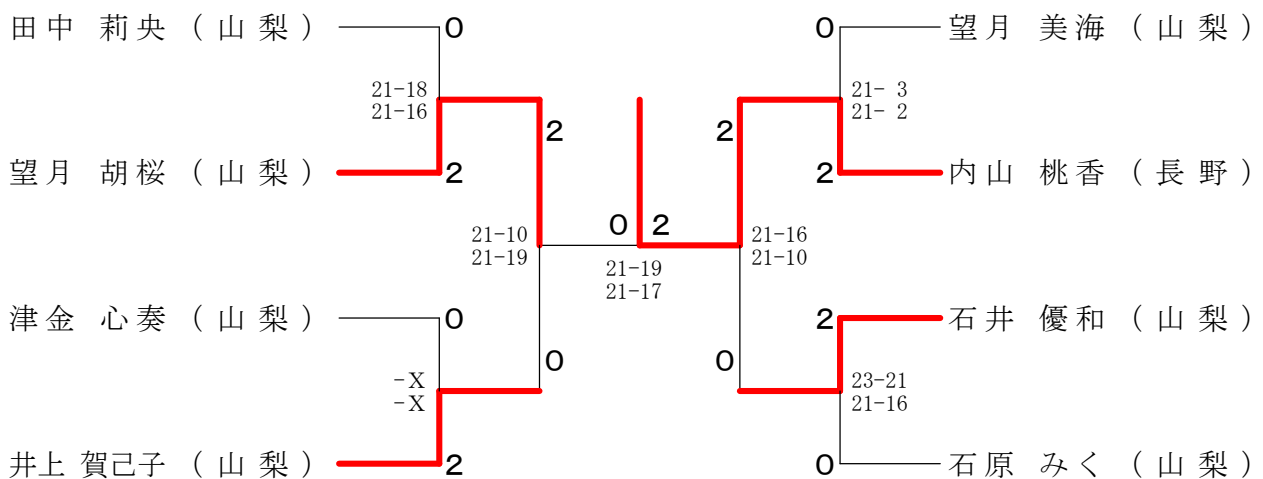 田中 莉央 (山梨) 0 0 望月 美海 (山梨)
21-18 21- 3
21-16 21- 2
2 2
望月 胡桜 (山梨) 2 2 内山 桃香 (長野)
0 2
21-10 21-16
21-19 21-10
21-19
21-17
津金 心奏 (山梨) 0 2 石井 優和 (山梨)
0 0
-X 23-21
-X 21-16
井上 賀己子 (山梨) 2 0 石原 みく (山梨)